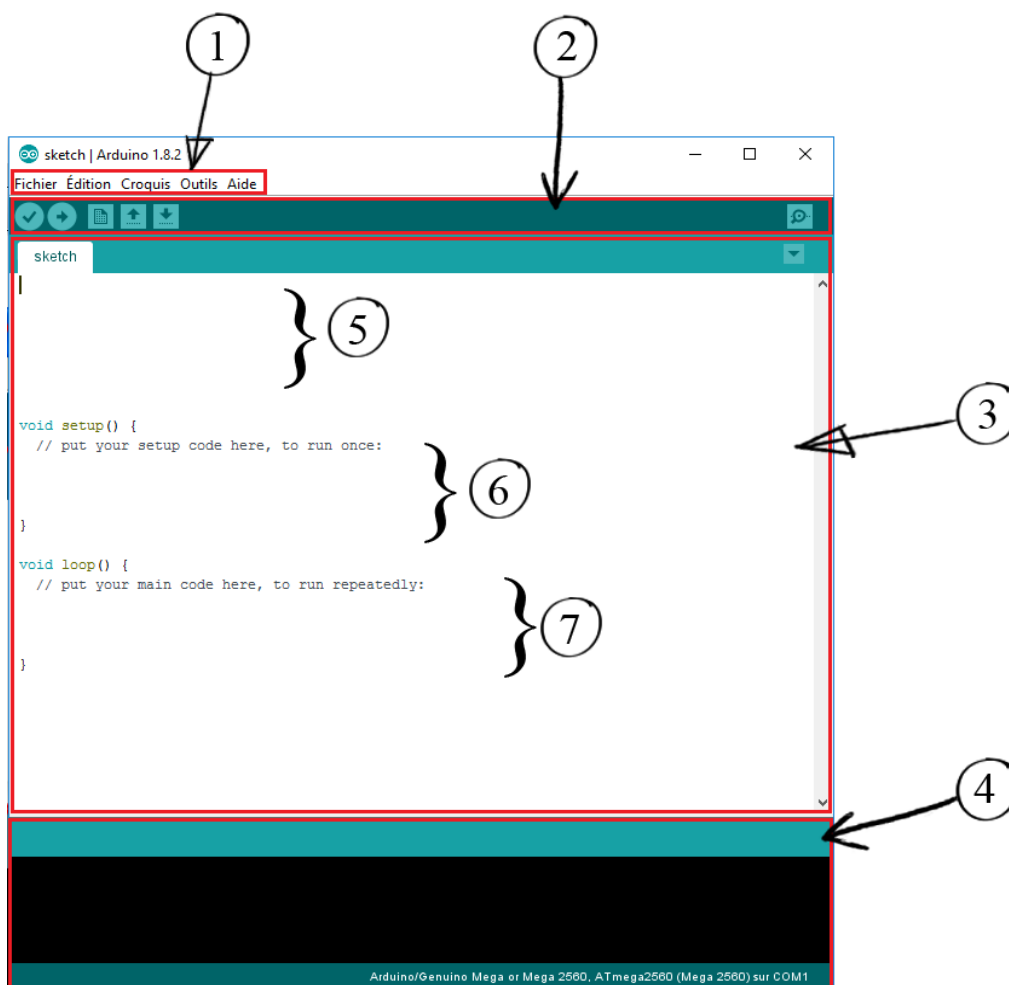 1
2
sketch | Arduino 1.8.2
Fichier Édition Croquis Outils Aide
sketch
5
3
void setup() {
// put your setup code here, to run once:
6
}
void loop() {
// put your main code here, to run repeatedly:
7
}
4
Arduino/Genuino Mega or Mega 2560, ATmega2560 (Mega 2560) sur COM1